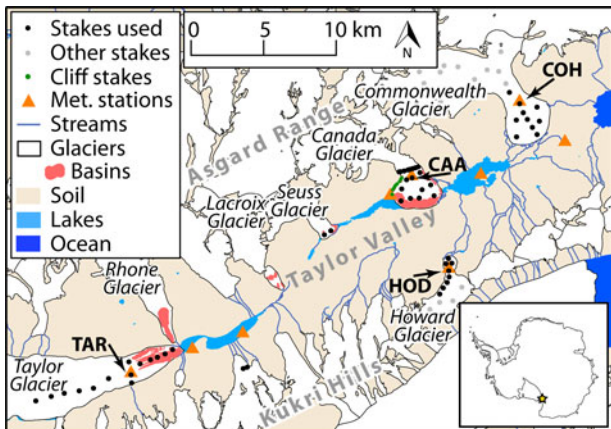 Stakes used
Other stakes
Cliff stakes
Met. stations
Streams
Glaciers
Basins
Soil
Lakes
Ocean
0 5 10 km
N
COH
Commonwealth
Glacier
Asgard Range
Canada
Glacier
CAA
Seuss
Glacier
Lacroix
Glacier
Taylor Valley
Rhone
Glacier
HOD
Howard
Glacier
TAR
Taylor
Glacier
Kukri Hills